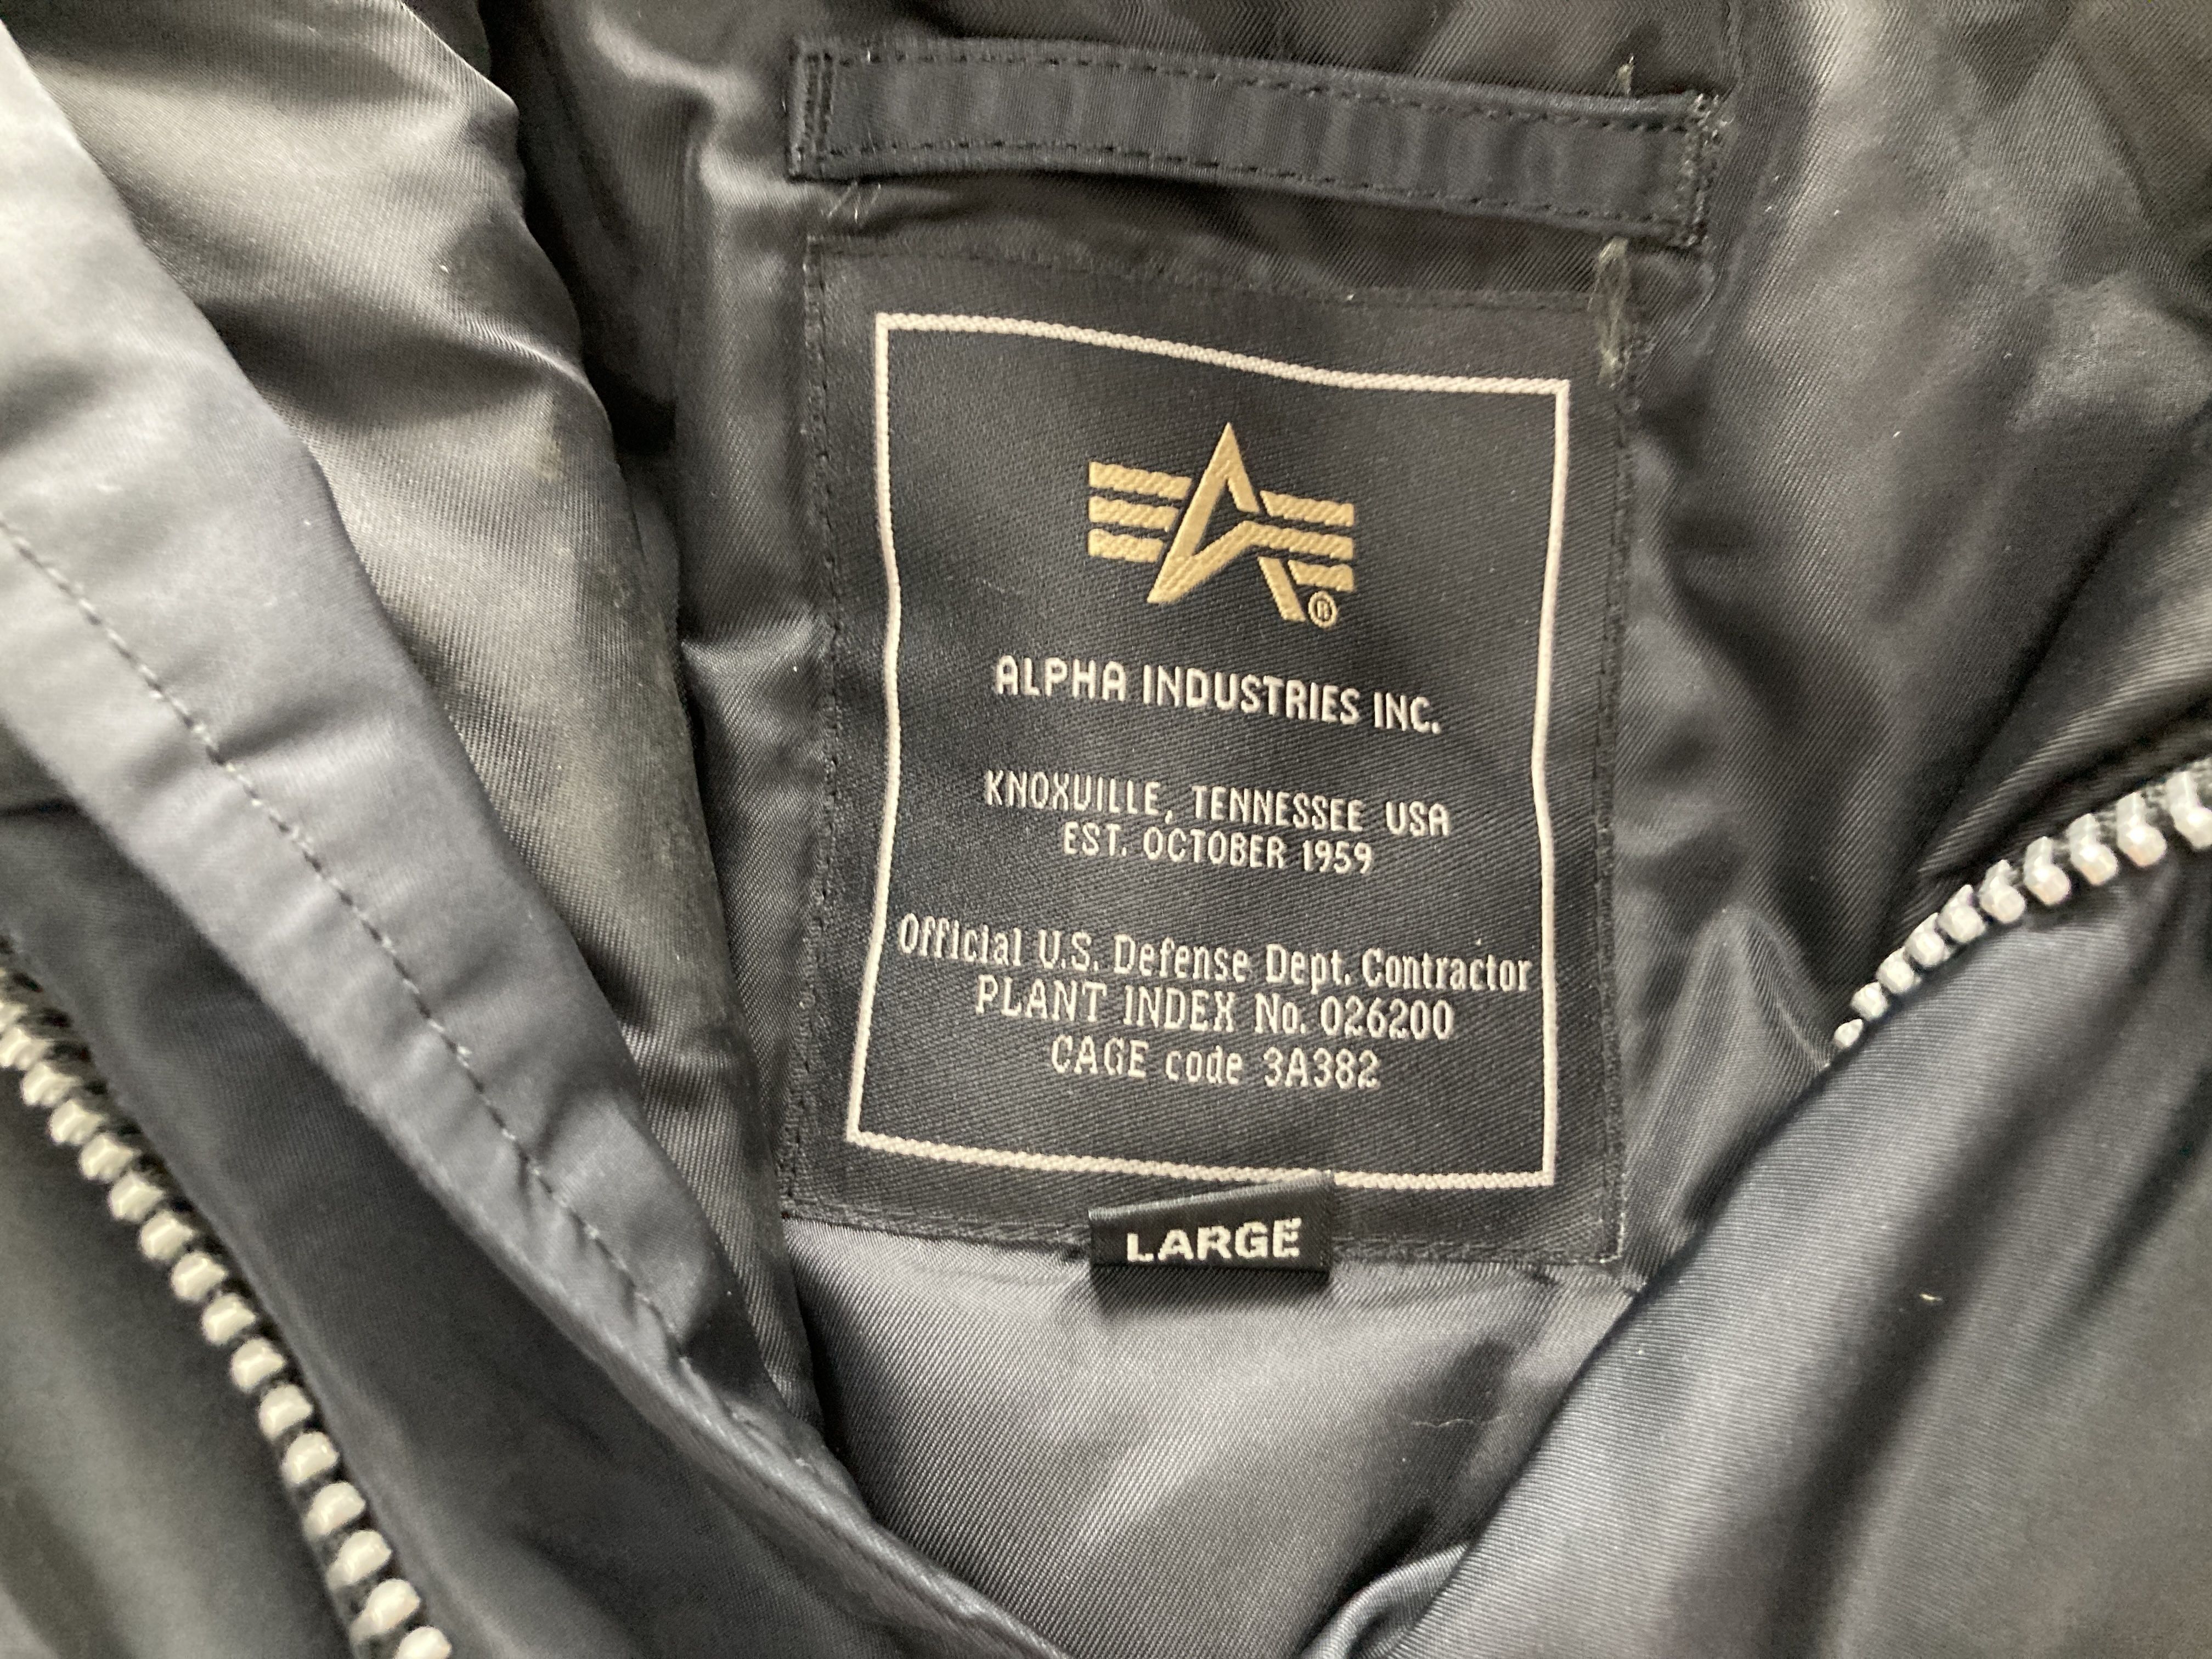 ®
ALPHA INDUSTRIES INC.
KNOXVILLE, TENNESSEE USA
EST. OCTOBER 1959
Official U.S. Defense Dept. Contractor
PLANT INDEX No. 026200
CAGE code 3A382
LARGE